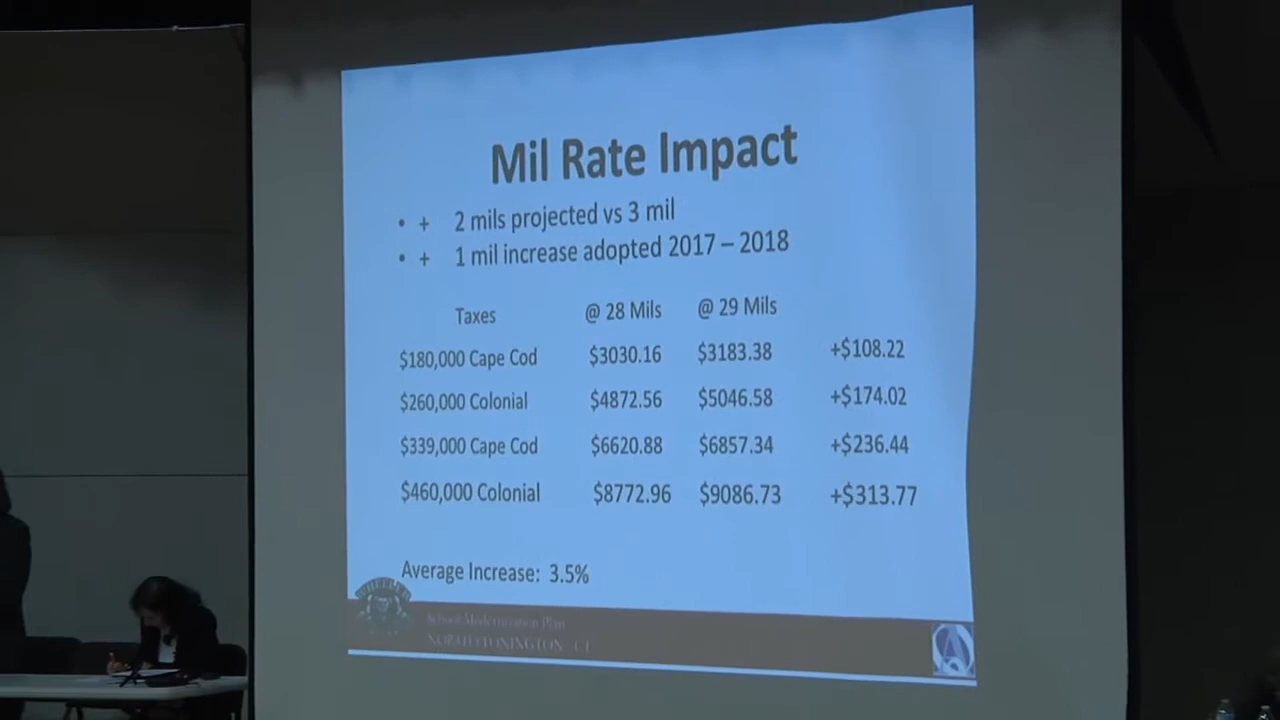 Mil Rate Impact
• + 2 mils projected vs 3 mil
• + 1 mil increase adopted 2017 – 2018
Taxes @ 28 Mils @ 29 Mils
$180,000 Cape Cod $3030.16 $3183.38 +$108.22
$260,000 Colonial $4872.56 $5046.58 +$174.02
$339,000 Cape Cod $6620.88 $6857.34 +$236.44
$460,000 Colonial $8772.96 $9086.73 +$313.77
Average Increase: 3.5%
WHEELER
School Modernization Plan
NORTH STONINGTON CT